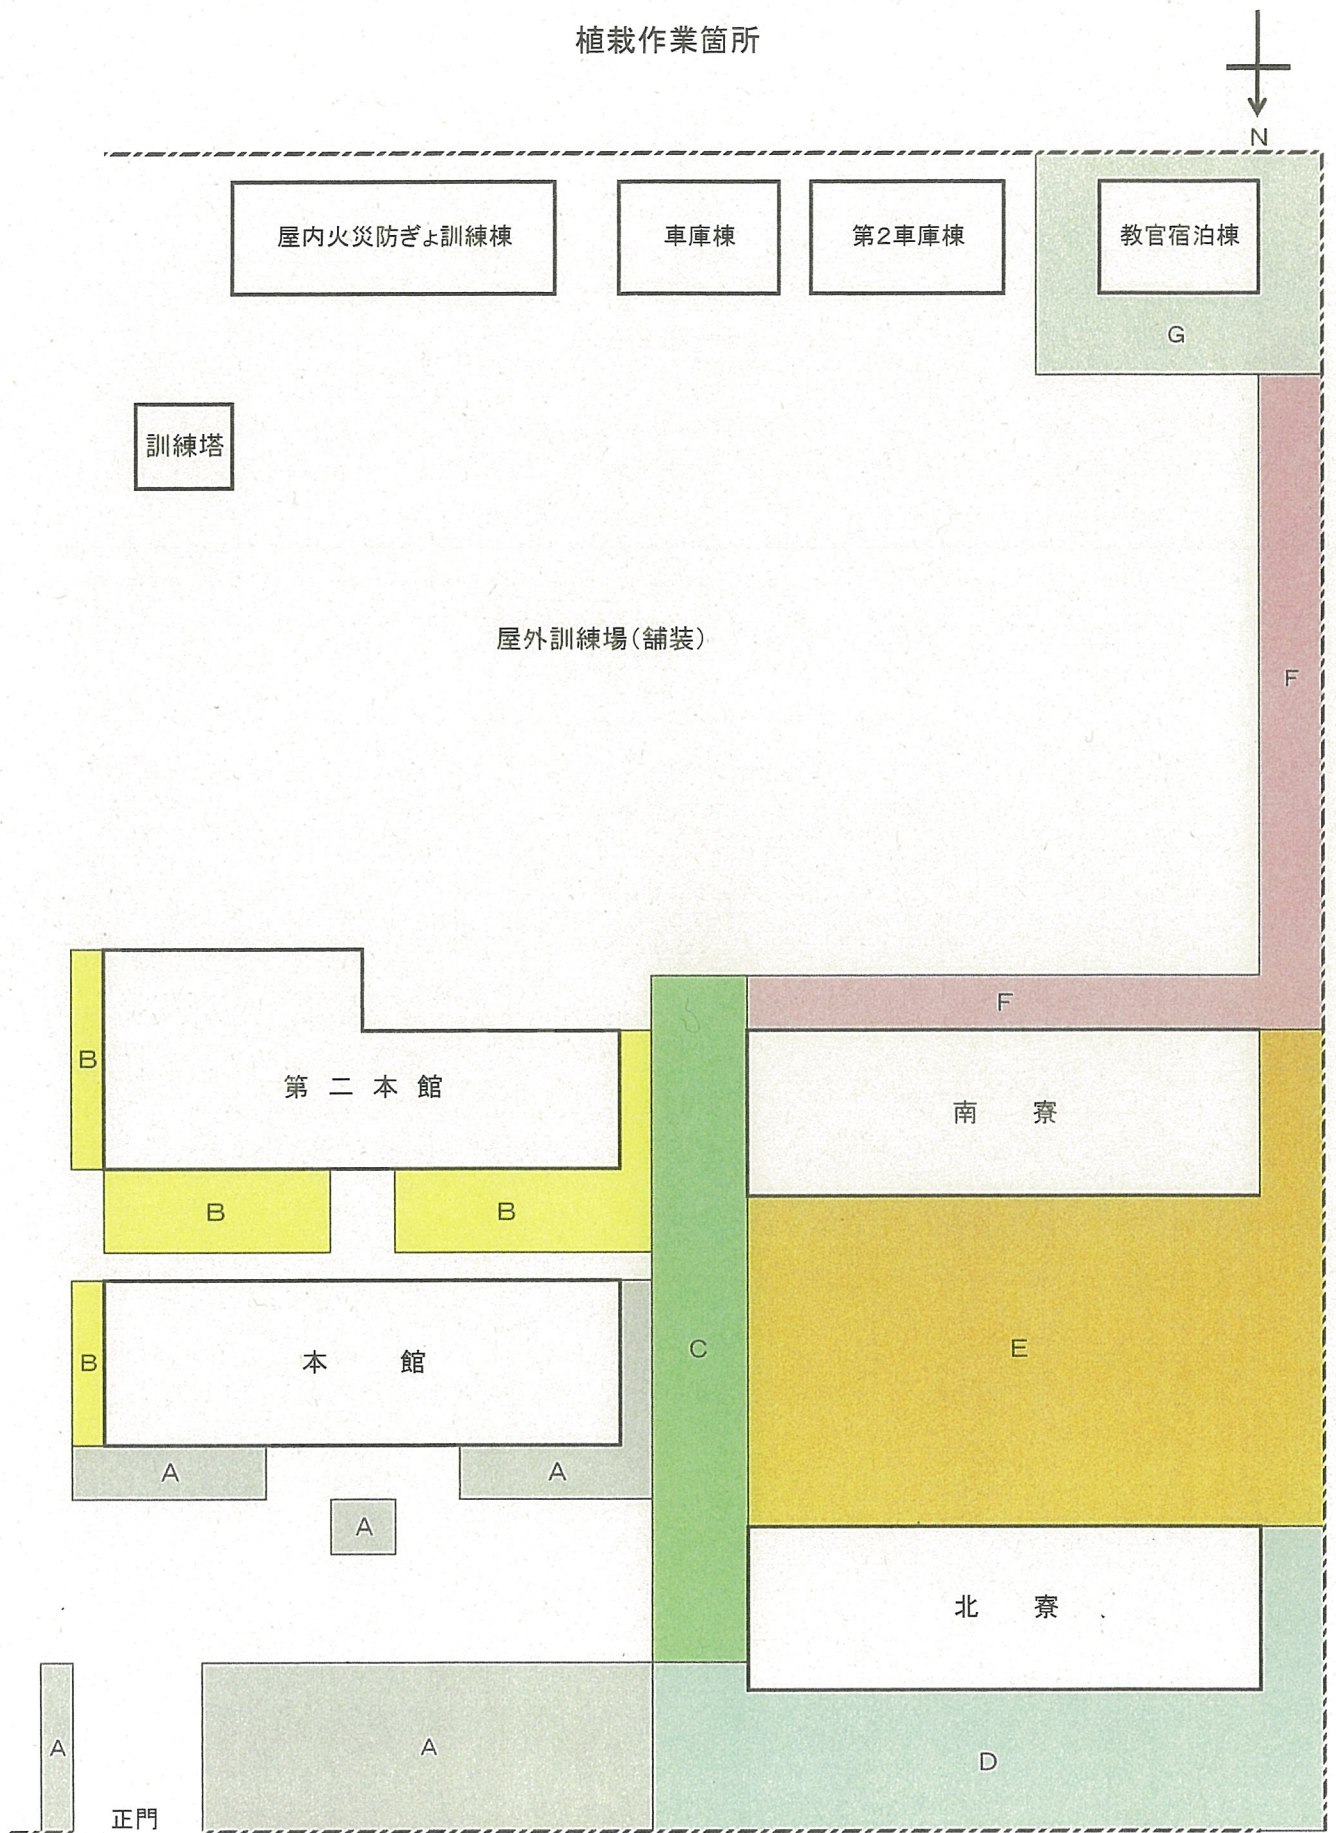 植栽作業箇所
N
屋内火災防ぎょ訓練棟
車庫棟
第2車庫棟
教官宿泊棟
G
訓練塔
屋外訓練場（舗装）
F
F
B
第二本館
南寮
B
B
B
本館
C
E
A
A
A
北寮
A
A
D
正門